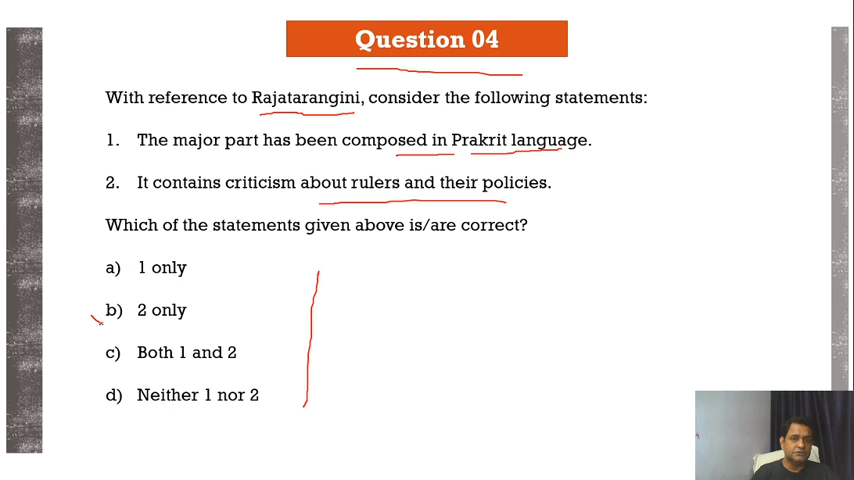 Question 04
With reference to Rajatarangini, consider the following statements:
1. The major part has been composed in Prakrit language.
2. It contains criticism about rulers and their policies.
Which of the statements given above is/are correct?
a) 1 only
b) 2 only
c) Both 1 and 2
d) Neither 1 nor 2